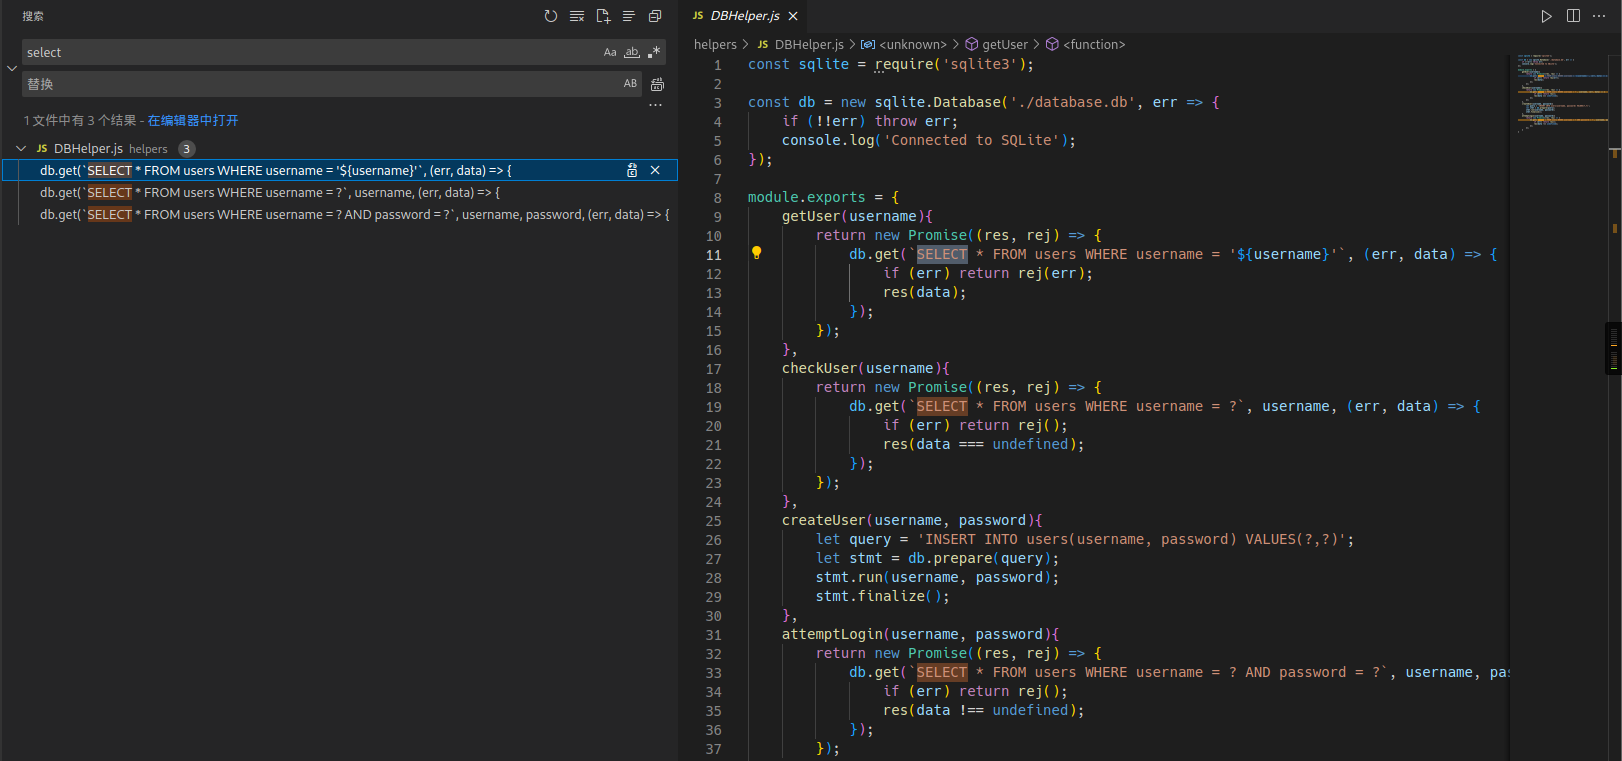 搜索
select
Aa ab, .*
替换
AB
...
1 文件中有 3 个结果 - 在编辑器中打开
JS DBHelper.js helpers 3
db.get(`SELECT * FROM users WHERE username = '${username}'`, (err, data) => {
db.get(`SELECT * FROM users WHERE username = ?`, username, (err, data) => {
db.get(`SELECT * FROM users WHERE username = ? AND password = ?`, username, password, (err, data) => {
JS DBHelper.js
helpers > JS DBHelper.js > <unknown> > getUser > <function>
1 const sqlite = require('sqlite3');
2
3 const db = new sqlite.Database('./database.db', err => {
4 if (!!err) throw err;
5 console.log('Connected to SQLite');
6 });
7
8 module.exports = {
9 getUser(username){
10 return new Promise((res, rej) => {
11 db.get(`SELECT * FROM users WHERE username = '${username}'`, (err, data) => {
12 if (err) return rej(err);
13 res(data);
14 });
15 });
16 },
17 checkUser(username){
18 return new Promise((res, rej) => {
19 db.get(`SELECT * FROM users WHERE username = ?`, username, (err, data) => {
20 if (err) return rej();
21 res(data === undefined);
22 });
23 });
24 },
25 createUser(username, password){
26 let query = 'INSERT INTO users(username, password) VALUES(?,?)';
27 let stmt = db.prepare(query);
28 stmt.run(username, password);
29 stmt.finalize();
30 },
31 attemptLogin(username, password){
32 return new Promise((res, rej) => {
33 db.get(`SELECT * FROM users WHERE username = ? AND password = ?`, username, pas
34 if (err) return rej();
35 res(data !== undefined);
36 });
37 });